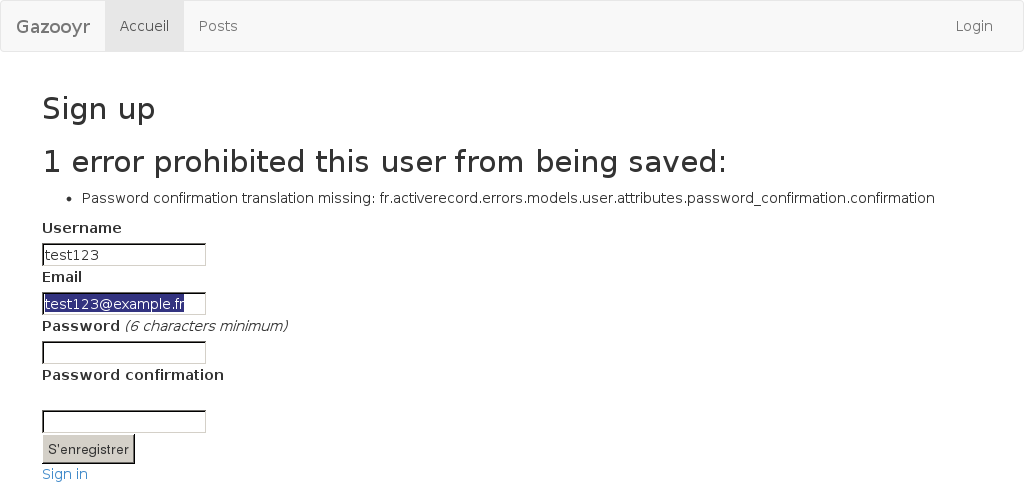 Gazooyr Accueil Posts Login
Sign up
1 error prohibited this user from being saved:
• Password confirmation translation missing: fr.activerecord.errors.models.user.attributes.password_confirmation.confirmation
Username
test123
Email
test123@example.fr
Password (6 characters minimum)
Password confirmation
S'enregistrer
Sign in